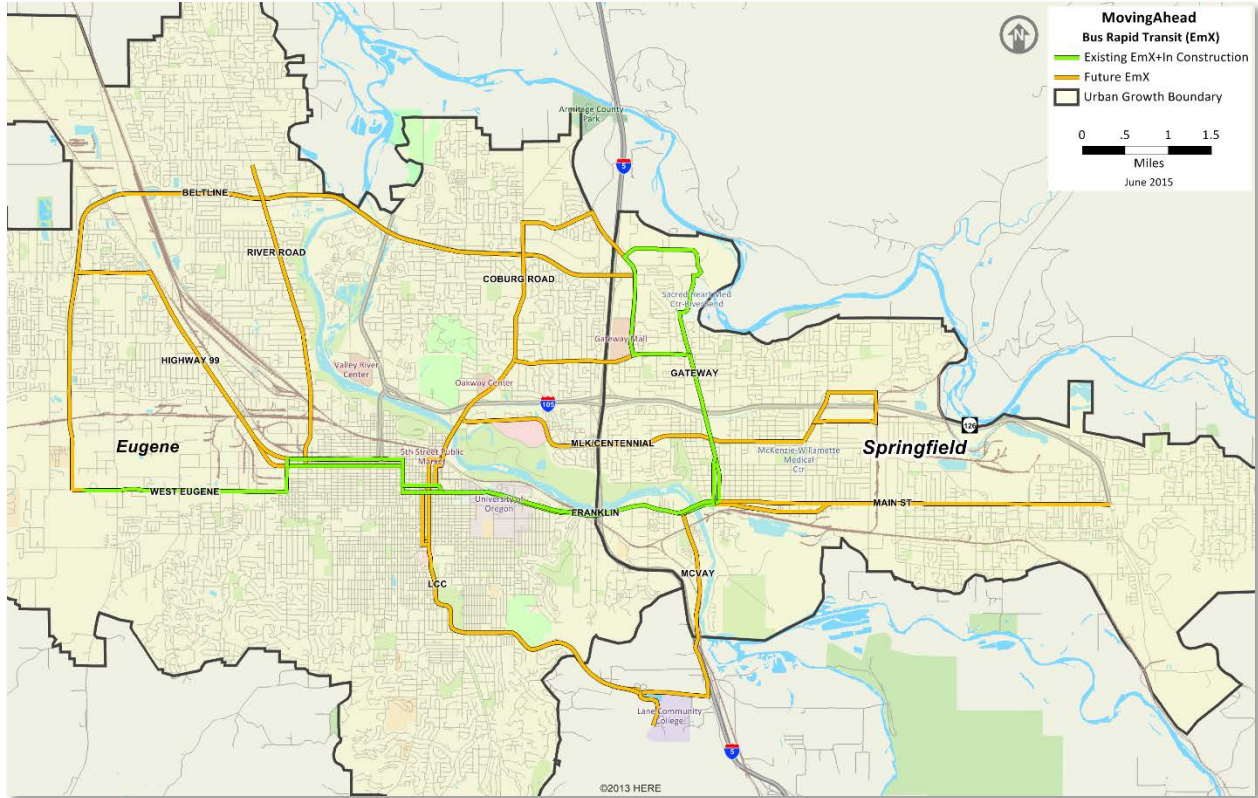 MovingAhead
Bus Rapid Transit (EmX)
Existing EmX+In Construction
Future EmX
Urban Growth Boundary
0 .5 1 1.5
Miles
June 2015
N
Armitage County
Park
5
BELTLINE
RIVER ROAD
COBURG ROAD
Sacred Heart Med
Ctr-Riverbend
Gateway Mall
HIGHWAY 99
Valley River
Center
Oakway Center
GATEWAY
105
126
Eugene
5th Street Public
Market
MLK/CENTENNIAL
McKenzie-Willamette
Medical
Ctr
Springfield
WEST EUGENE
University of
Oregon
FRANKLIN
MAIN ST
LCC
MCVAY
Lane Community
College
5
©2013 HERE